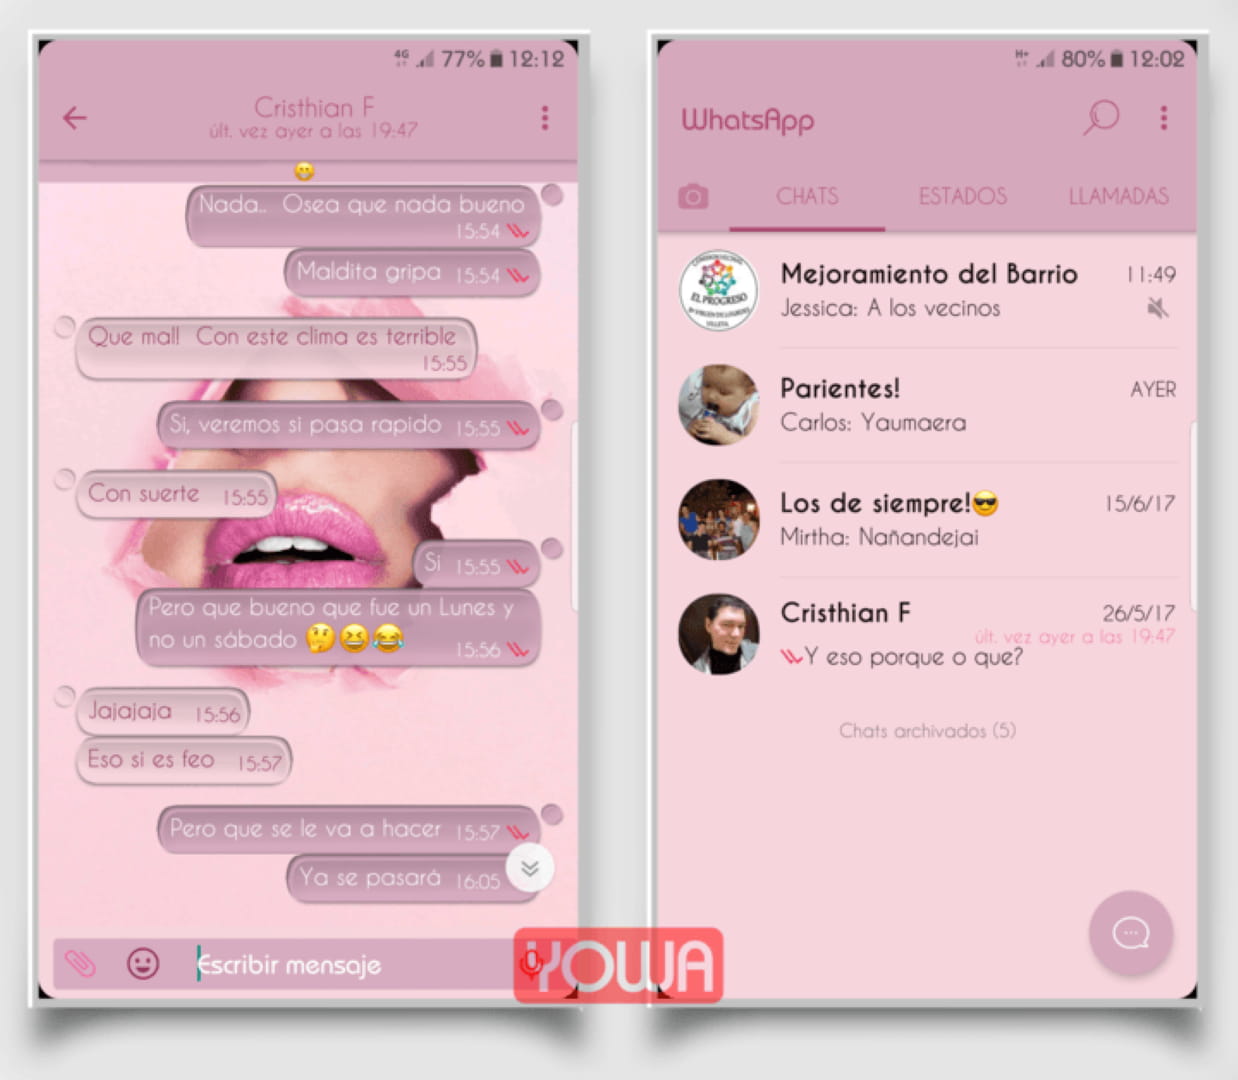 4G 77% 12:12
Cristhian F
últ. vez ayer a las 19:47
Nada.. Osea que nada bueno
15:54
Maldita gripa 15:54
Que mal! Con este clima es terrible
15:55
Si, veremos si pasa rapido 15:55
Con suerte 15:55
Si 15:55
Pero que bueno que fue un Lunes y
no un sábado
15:56
Jajajaja 15:56
Eso si es feo 15:57
Pero que se le va a hacer 15:57
Ya se pasará 16:05
Escribir mensaje
YOWA
H+ 80% 12:02
WhatsApp
CHATS ESTADOS LLAMADAS
EL PROGRESO
Mejoramiento del Barrio 11:49
Jessica: A los vecinos
Parientes! AYER
Carlos: Yaumaera
Los de siempre! 15/6/17
Mirtha: Nañandejai
Cristhian F 26/5/17
últ. vez ayer a las 19:47
Y eso porque o que?
Chats archivados (5)